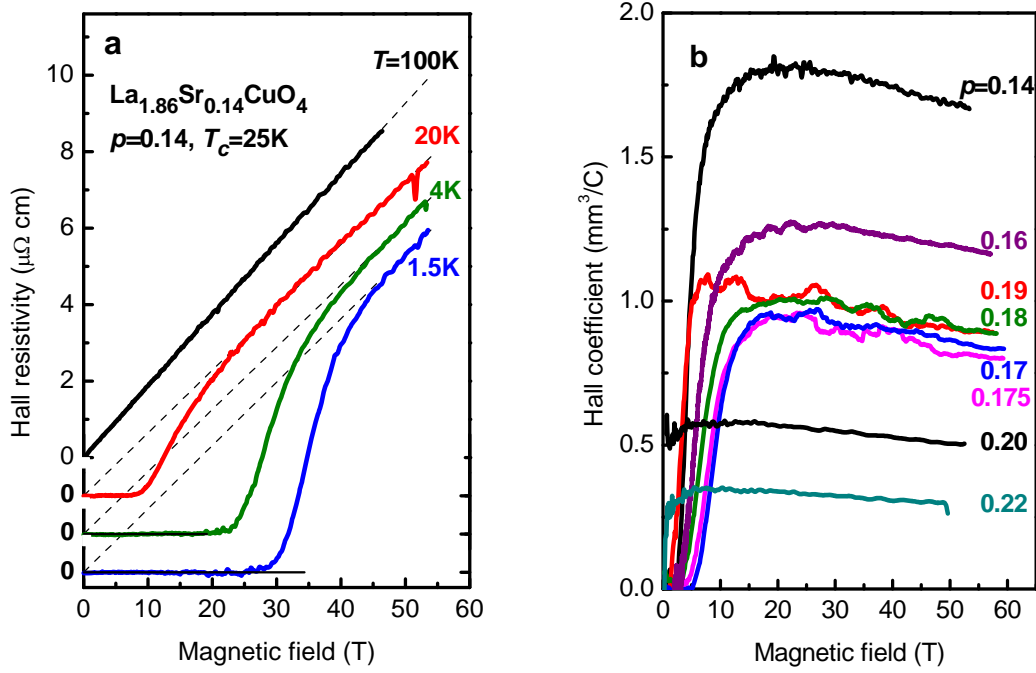 a
T=100K
La1.86Sr0.14CuO4
p=0.14, Tc=25K
20K
4K
1.5K
10
8
6
4
2
0
0
0
0
0 10 20 30 40 50 60
Hall resistivity (μΩ cm)
Magnetic field (T)
b
p=0.14
0.16
0.19
0.18
0.17
0.175
0.20
0.22
2.0
1.5
1.0
0.5
0.0
0 10 20 30 40 50 60
Hall coefficient (mm³/C)
Magnetic field (T)